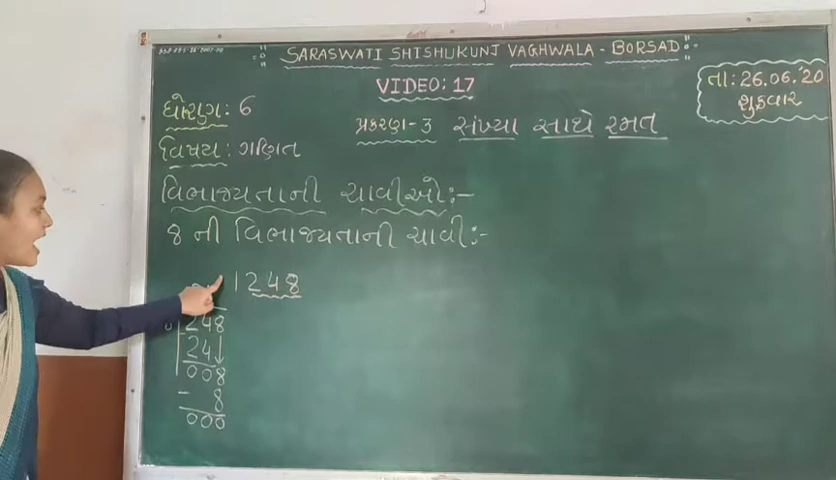 SARASWATI SHISHUKUNJ VAGHWALA - BORSAD
VIDEO: 17
તા: 26.06.'20
શુક્રવાર
ધોરણ: 6
પ્રકરણ-3 સંખ્યા સાથે રમત
વિષય: ગણિત
વિભાજ્યતાની ચાવીઓ:-
8 ની વિભાજ્યતાની ચાવી:-
1248
248
24↓
008
- 8
000